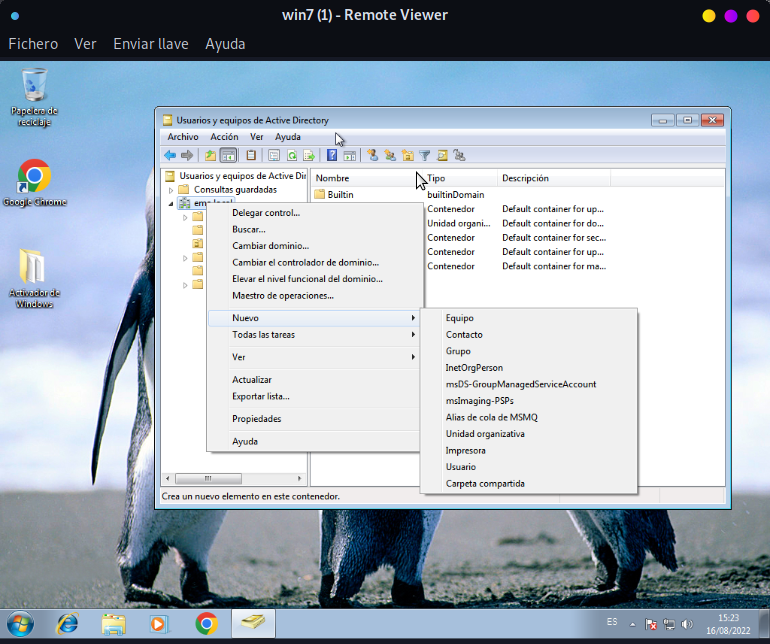 win7 (1) - Remote Viewer
Fichero Ver Enviar llave Ayuda
Papelera de
reciclaje
Google Chrome
Activador de
Windows
Usuarios y equipos de Active Directory
Archivo Acción Ver Ayuda
Usuarios y equipos de Active Dir
Consultas guardadas
Nombre Tipo Descripción
Builtin builtinDomain
Contenedor Default container for up...
Unidad organi... Default container for do...
Contenedor Default container for sec...
Contenedor Default container for up...
Contenedor Default container for ma...
Delegar control...
Buscar...
Cambiar dominio...
Cambiar el controlador de dominio...
Elevar el nivel funcional del dominio...
Maestro de operaciones...
Nuevo
Todas las tareas
Ver
Actualizar
Exportar lista...
Propiedades
Ayuda
Equipo
Contacto
Grupo
InetOrgPerson
msDS-GroupManagedServiceAccount
msImaging-PSPs
Alias de cola de MSMQ
Unidad organizativa
Impresora
Usuario
Carpeta compartida
Crea un nuevo elemento en este contenedor.
ES
15:23
16/08/2022